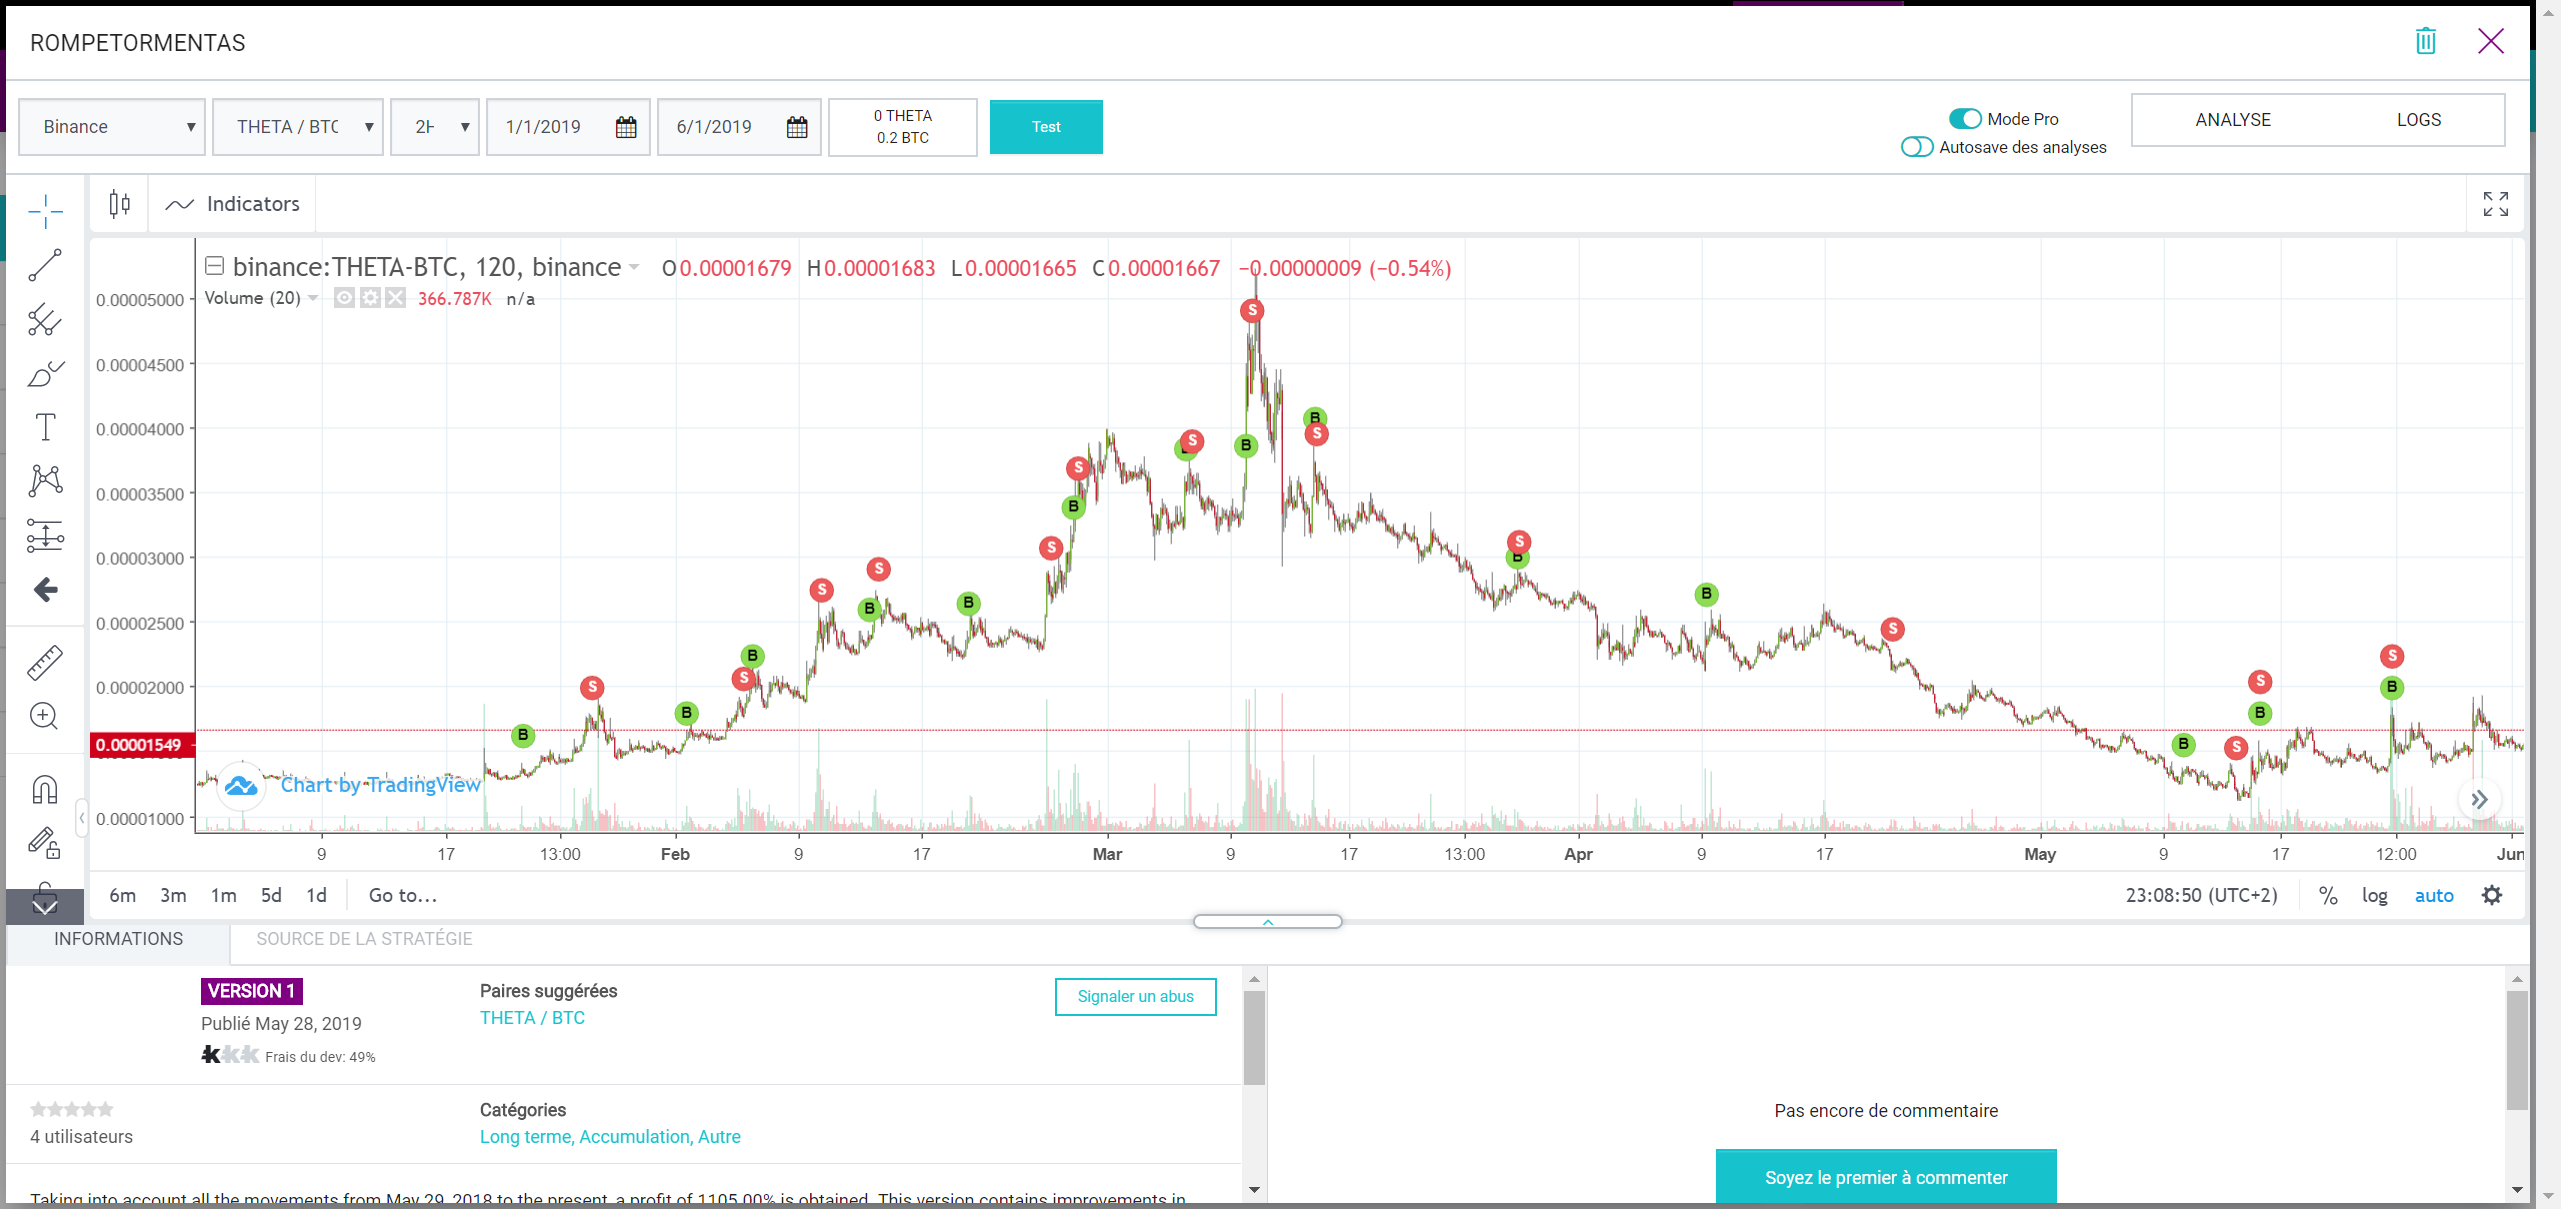 ROMPETORMENTAS
Binance
THETA / BTC
2H
1/1/2019
6/1/2019
0 THETA
0.2 BTC
Test
Mode Pro
Autosave des analyses
ANALYSE
LOGS
Indicators
binance:THETA-BTC, 120, binance O0.00001679 H0.00001683 L0.00001665 C0.00001667 −0.00000009 (−0.54%)
Volume (20) 366.787K n/a
0.00005000
0.00004500
0.00004000
0.00003500
0.00003000
0.00002500
0.00002000
0.00001549
0.00001000
S
B
S
B
S
S
B
B
S
S
S
B
S
B
S
B
B
S
B
S
S
B
S
B
S
B
S
B
B
S
B
Chart by TradingView
9 17 13:00 Feb 9 17 Mar 9 17 13:00 Apr 9 17 May 9 17 12:00 Jun
6m 3m 1m 5d 1d Go to... 23:08:50 (UTC+2) % log auto
INFORMATIONS
SOURCE DE LA STRATÉGIE
VERSION 1
Publié May 28, 2019
Frais du dev: 49%
Paires suggérées
THETA / BTC
Signaler un abus
4 utilisateurs
Catégories
Long terme, Accumulation, Autre
Taking into account all the movements from May 29, 2018 to the present, a profit of 1105.00% is obtained. This version contains improvements in
Pas encore de commentaire
Soyez le premier à commenter